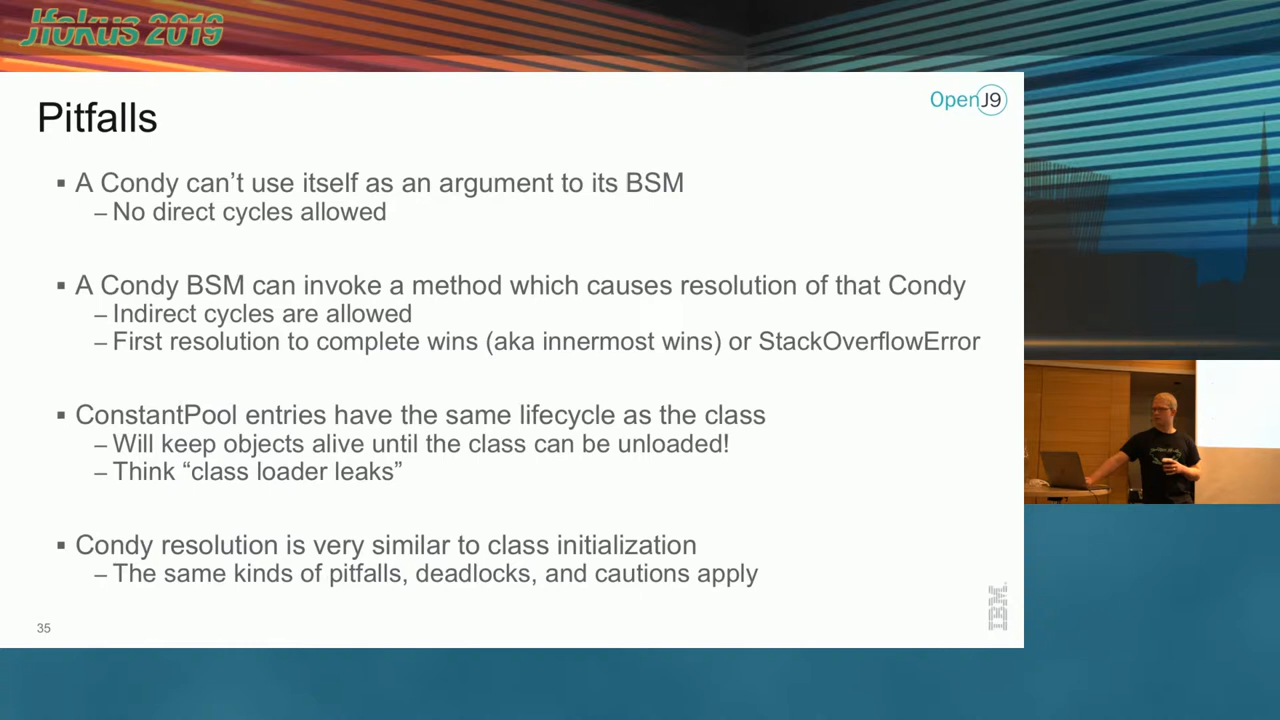 Jfokus 2019
OpenJ9
Pitfalls
▪ A Condy can’t use itself as an argument to its BSM
– No direct cycles allowed
▪ A Condy BSM can invoke a method which causes resolution of that Condy
– Indirect cycles are allowed
– First resolution to complete wins (aka innermost wins) or StackOverflowError
▪ ConstantPool entries have the same lifecycle as the class
– Will keep objects alive until the class can be unloaded!
– Think “class loader leaks”
▪ Condy resolution is very similar to class initialization
– The same kinds of pitfalls, deadlocks, and cautions apply
35
IBM